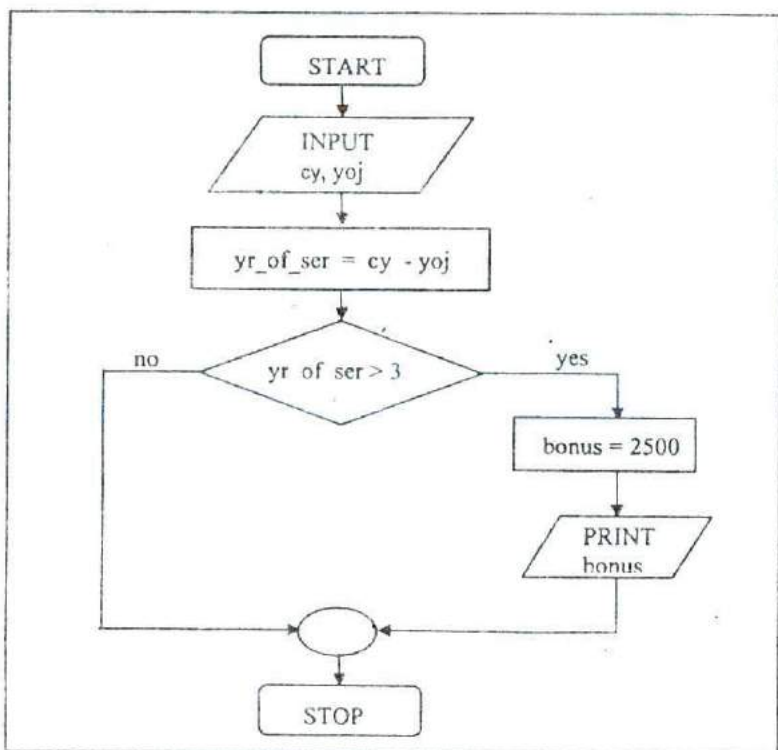 START
INPUT
cy, yoj
yr_of_ser = cy - yoj
yr of ser > 3
no
yes
bonus = 2500
PRINT
bonus
STOP